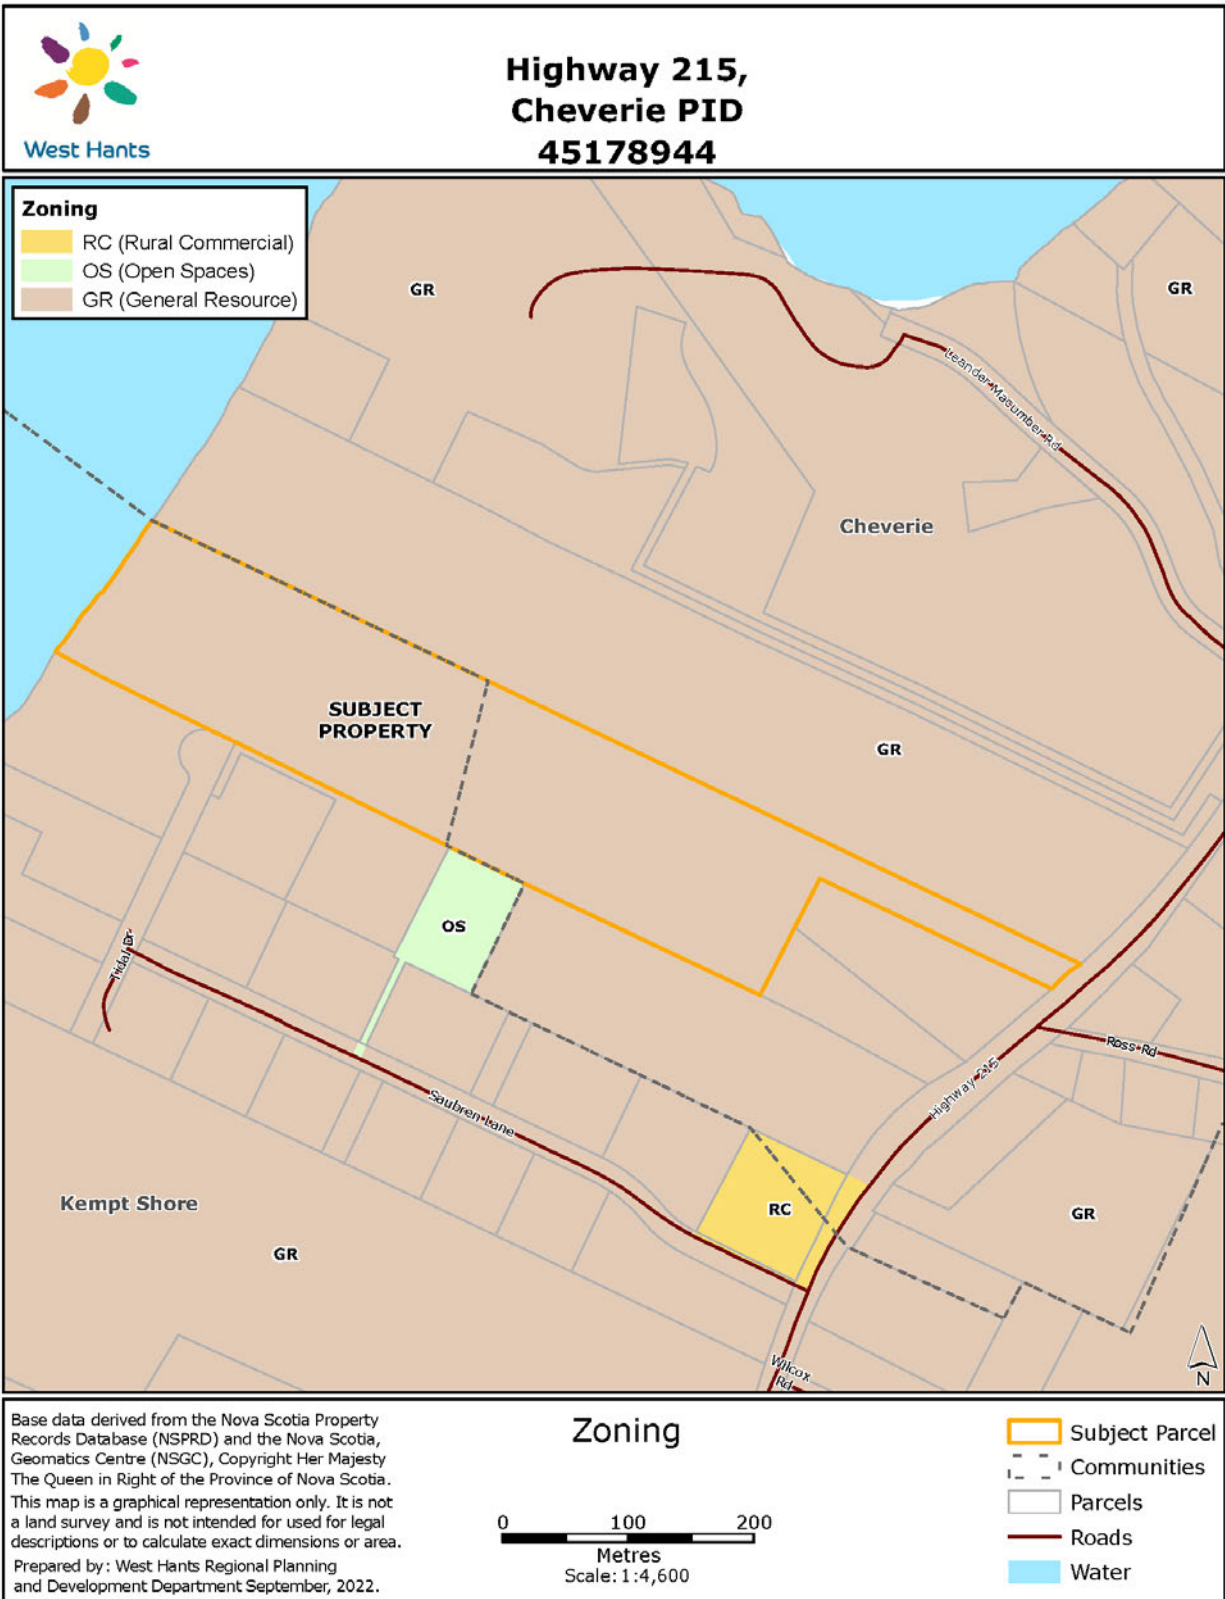 West Hants
Highway 215,
Cheverie PID
45178944
Zoning
RC (Rural Commercial)
OS (Open Spaces)
GR (General Resource)
GR
GR
Leander Macumber Rd
Cheverie
SUBJECT
PROPERTY
GR
OS
Tidal Dr
Ross Rd
Highway 215
Saubren Lane
Kempt Shore
RC
GR
GR
Wilcox
Rd
N
Base data derived from the Nova Scotia Property
Records Database (NSPRD) and the Nova Scotia,
Geomatics Centre (NSGC), Copyright Her Majesty
The Queen in Right of the Province of Nova Scotia.
This map is a graphical representation only. It is not
a land survey and is not intended for used for legal
descriptions or to calculate exact dimensions or area.
Prepared by: West Hants Regional Planning
and Development Department September, 2022.
Zoning
0 100 200
Metres
Scale: 1:4,600
Subject Parcel
Communities
Parcels
Roads
Water